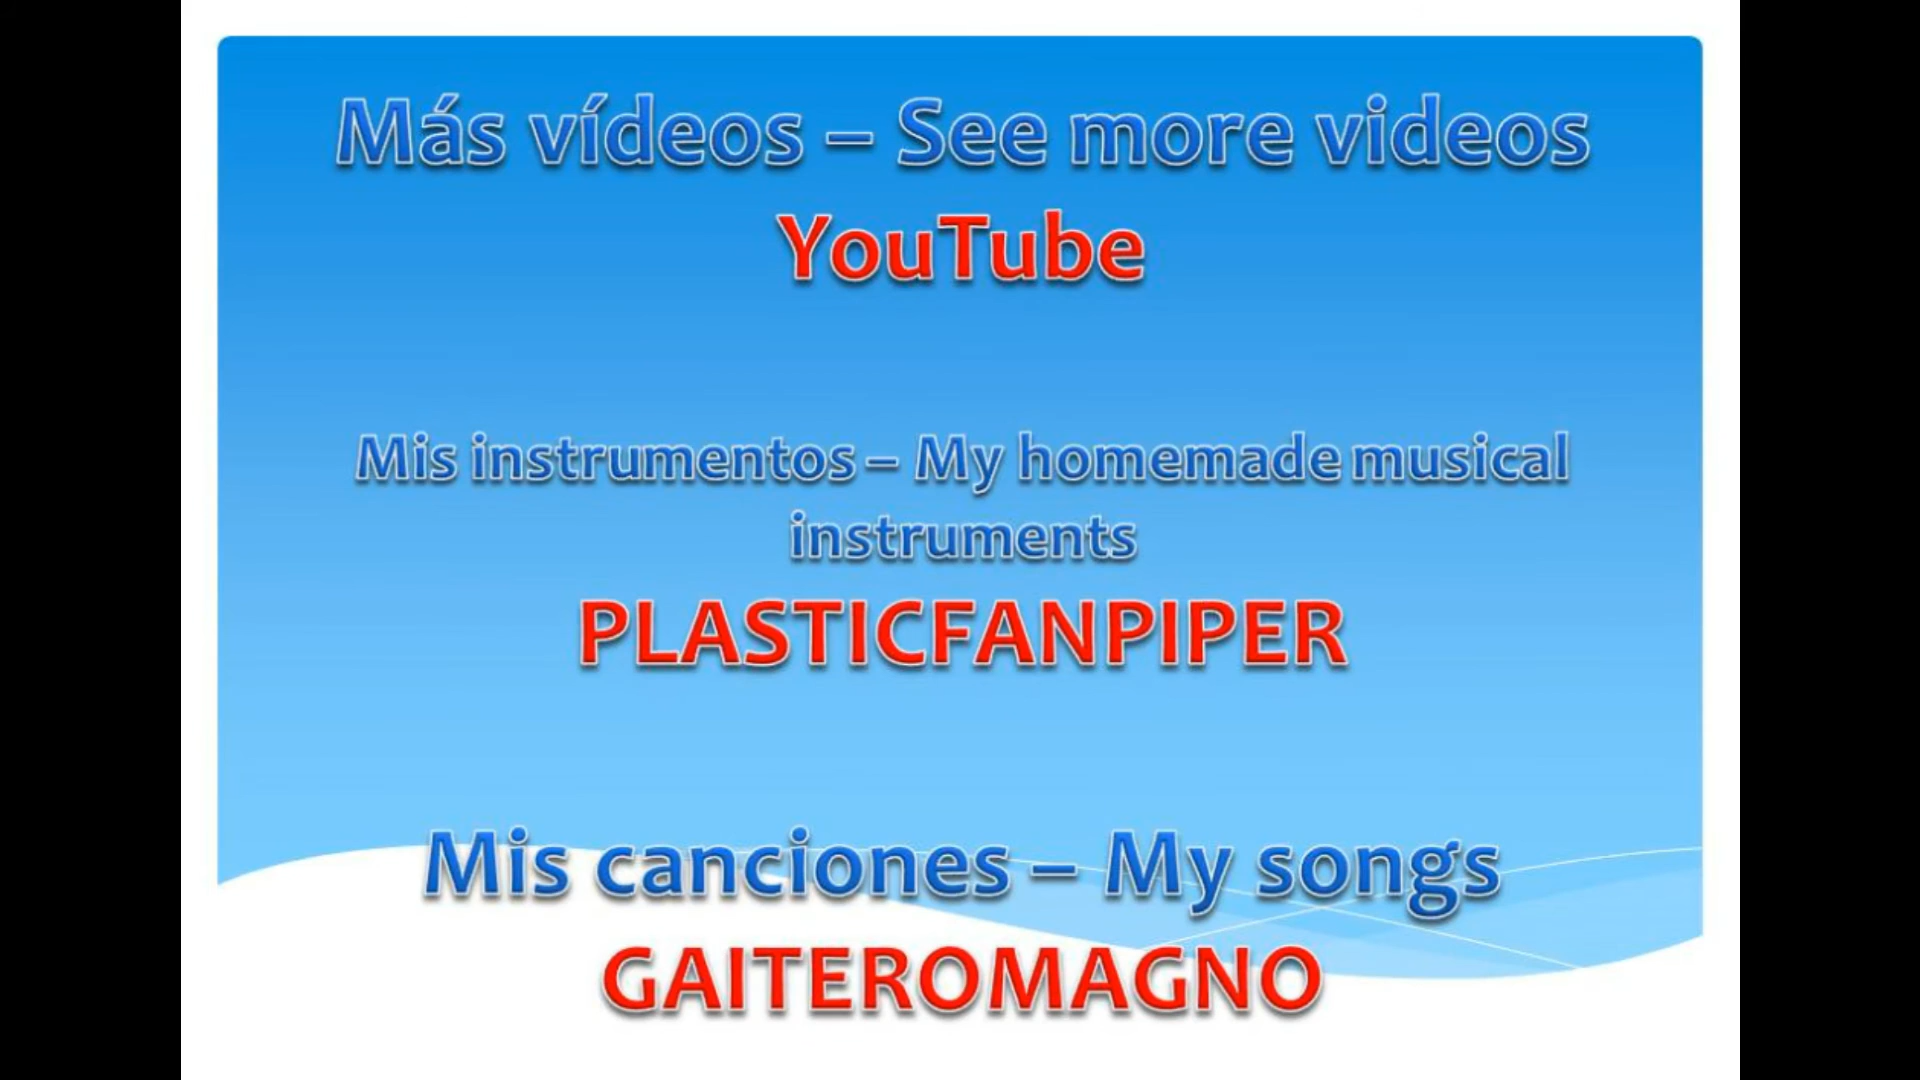 Más vídeos – See more videos
YouTube
Mis instrumentos – My homemade musical
instruments
PLASTICFANPIPER
Mis canciones – My songs
GAITEROMAGNO